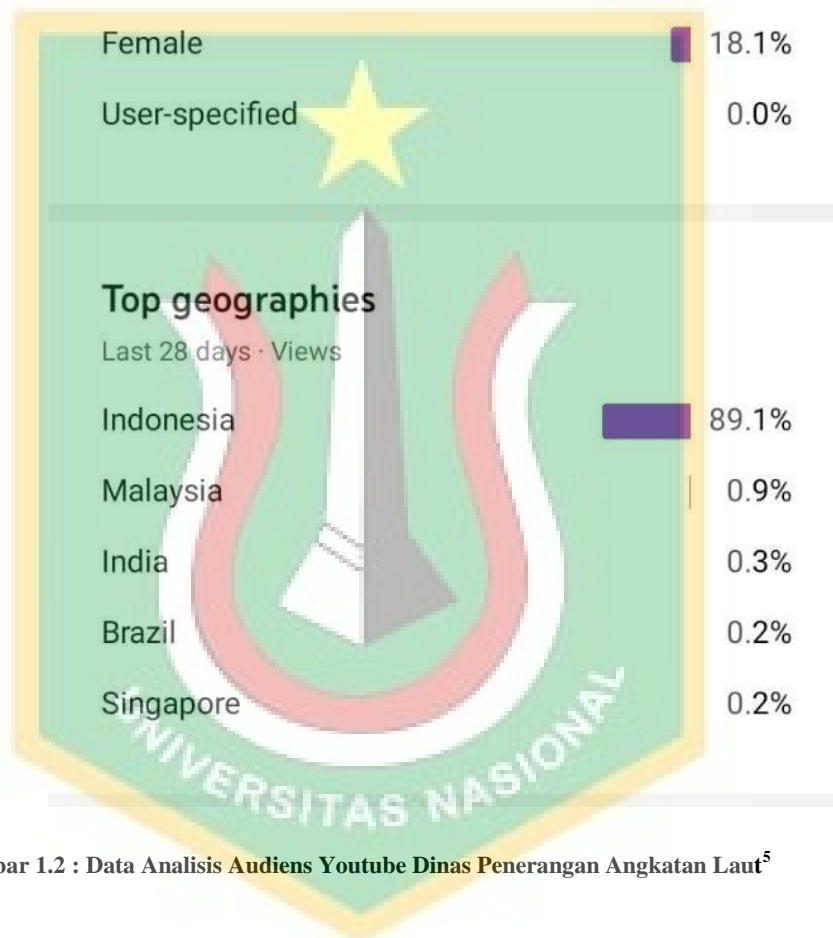 Female 18.1%
User-specified 0.0%
Top geographies
Last 28 days · Views
Indonesia 89.1%
Malaysia 0.9%
India 0.3%
Brazil 0.2%
Singapore 0.2%
UNIVERSITAS NASIONAL
bar 1.2 : Data Analisis Audiens Youtube Dinas Penerangan Angkatan Laut⁵